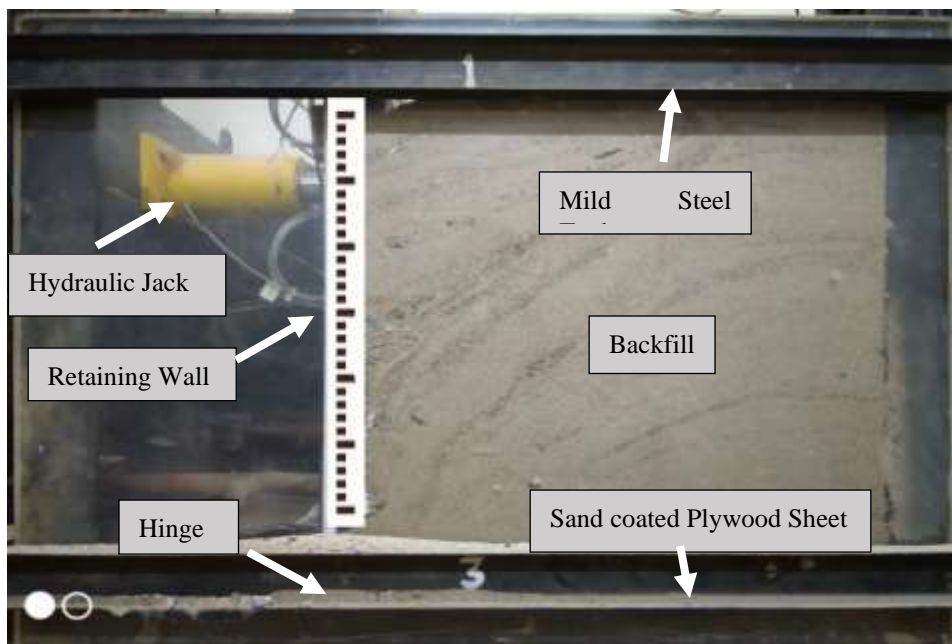 1
Mild Steel
Hydraulic Jack
Backfill
Retaining Wall
Sand coated Plywood Sheet
Hinge
3